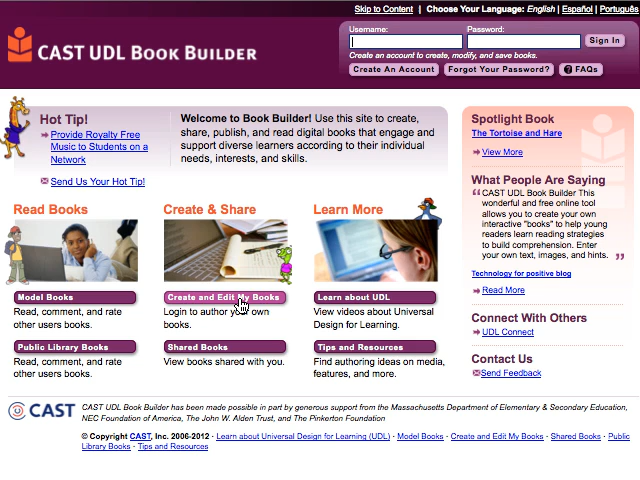 Skip to Content | Choose Your Language: English | Español | Português
CAST UDL BOOK BUILDER
Username:
Password:
Sign In
Create an account to create, modify, and save books.
Create An Account
Forgot Your Password?
? FAQs
Hot Tip!
Provide Royalty Free
Music to Students on a
Network
Send Us Your Hot Tip!
Welcome to Book Builder! Use this site to create,
share, publish, and read digital books that engage and
support diverse learners according to their individual
needs, interests, and skills.
Read Books
Model Books
Read, comment, and rate
other users books.
Public Library Books
Read, comment, and rate
other users books.
Create & Share
Create and Edit My Books
Login to author your own
books.
Shared Books
View books shared with you.
Learn More
Learn about UDL
View videos about Universal
Design for Learning.
Tips and Resources
Find authoring ideas on media,
features, and more.
Spotlight Book
The Tortoise and Hare
View More
What People Are Saying
“ CAST UDL Book Builder This
wonderful and free online tool
allows you to create your own
interactive "books" to help young
readers learn reading strategies
to build comprehension. Enter
your own text, images, and hints. ”
Technology for positive blog
Read More
Connect With Others
UDL Connect
Contact Us
Send Feedback
CAST
CAST UDL Book Builder has been made possible in part by generous support from the Massachusetts Department of Elementary & Secondary Education,
NEC Foundation of America, The John W. Alden Trust, and The Pinkerton Foundation
© Copyright CAST, Inc. 2006-2012 · Learn about Universal Design for Learning (UDL) · Model Books · Create and Edit My Books · Shared Books · Public
Library Books · Tips and Resources